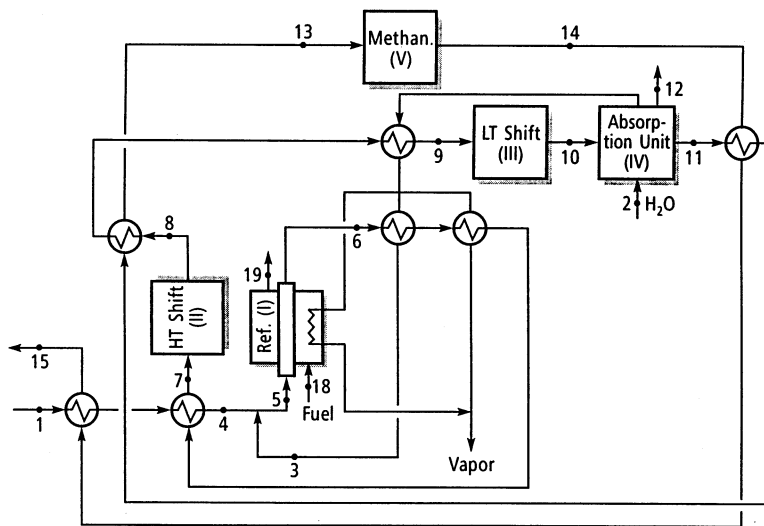 13
Methan.
(V)
14
12
9
LT Shift
(III)
10
Absorp-
tion Unit
(IV)
11
2
H₂O
8
6
19
HT Shift
(II)
Ref. (I)
15
7
5
18
Fuel
1
4
3
Vapor